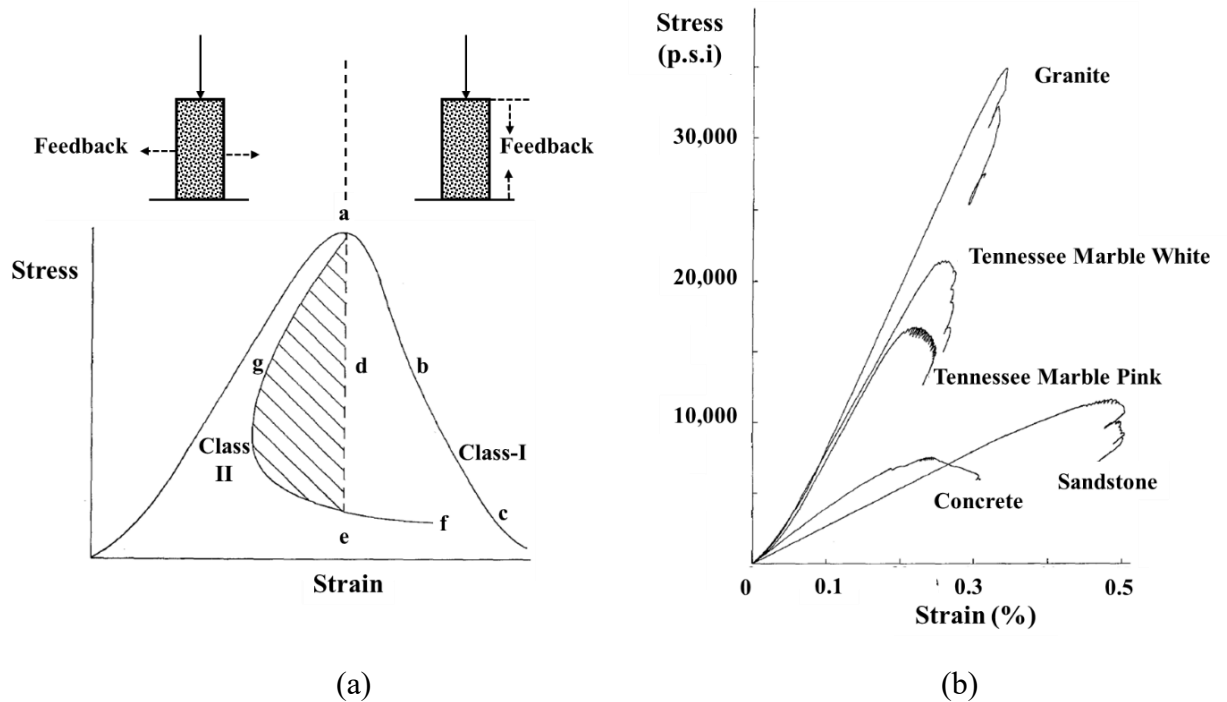 Feedback
Feedback
a
Stress
g
d
b
Class
II
Class-I
c
f
e
Strain
(a)
Stress
(p.s.i)
Granite
30,000
Tennessee Marble White
20,000
Tennessee Marble Pink
10,000
Concrete
Sandstone
0
0.1
0.3
0.5
Strain (%)
(b)